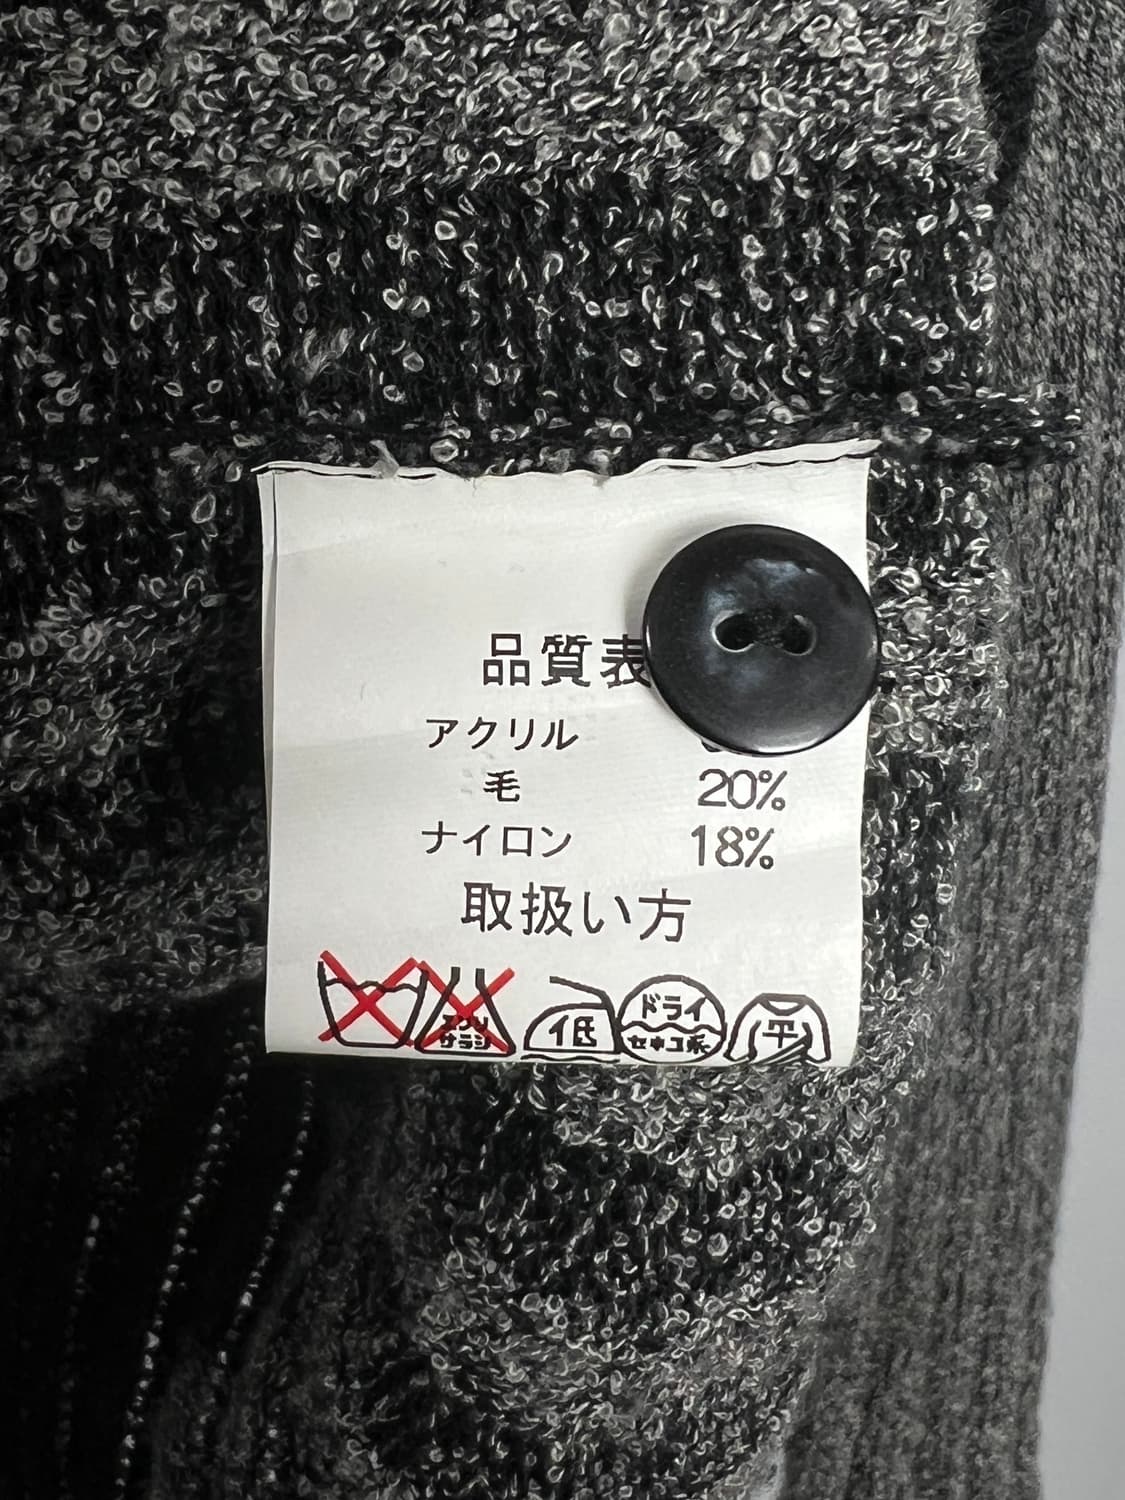 品質表
アクリル
毛 20%
ナイロン 18%
取扱い方
エンソ サラシ 低 ドライ セキユ系 平